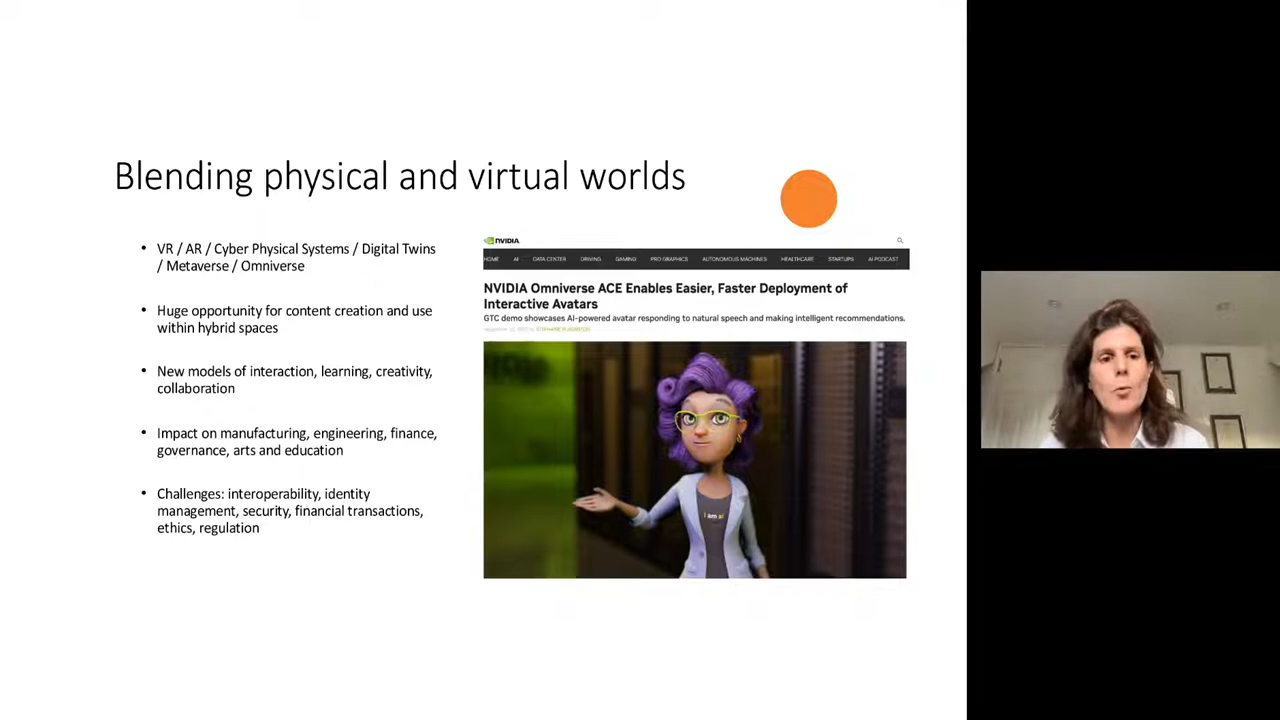 Blending physical and virtual worlds
• VR / AR / Cyber Physical Systems / Digital Twins
/ Metaverse / Omniverse
• Huge opportunity for content creation and use
within hybrid spaces
• New models of interaction, learning, creativity,
collaboration
• Impact on manufacturing, engineering, finance,
governance, arts and education
• Challenges: interoperability, identity
management, security, financial transactions,
ethics, regulation
NVIDIA
HOME AI DATA CENTER DRIVING GAMING PRO GRAPHICS AUTONOMOUS MACHINES HEALTHCARE STARTUPS AI PODCAST
NVIDIA Omniverse ACE Enables Easier, Faster Deployment of
Interactive Avatars
GTC demo showcases AI-powered avatar responding to natural speech and making intelligent recommendations.
i am ai